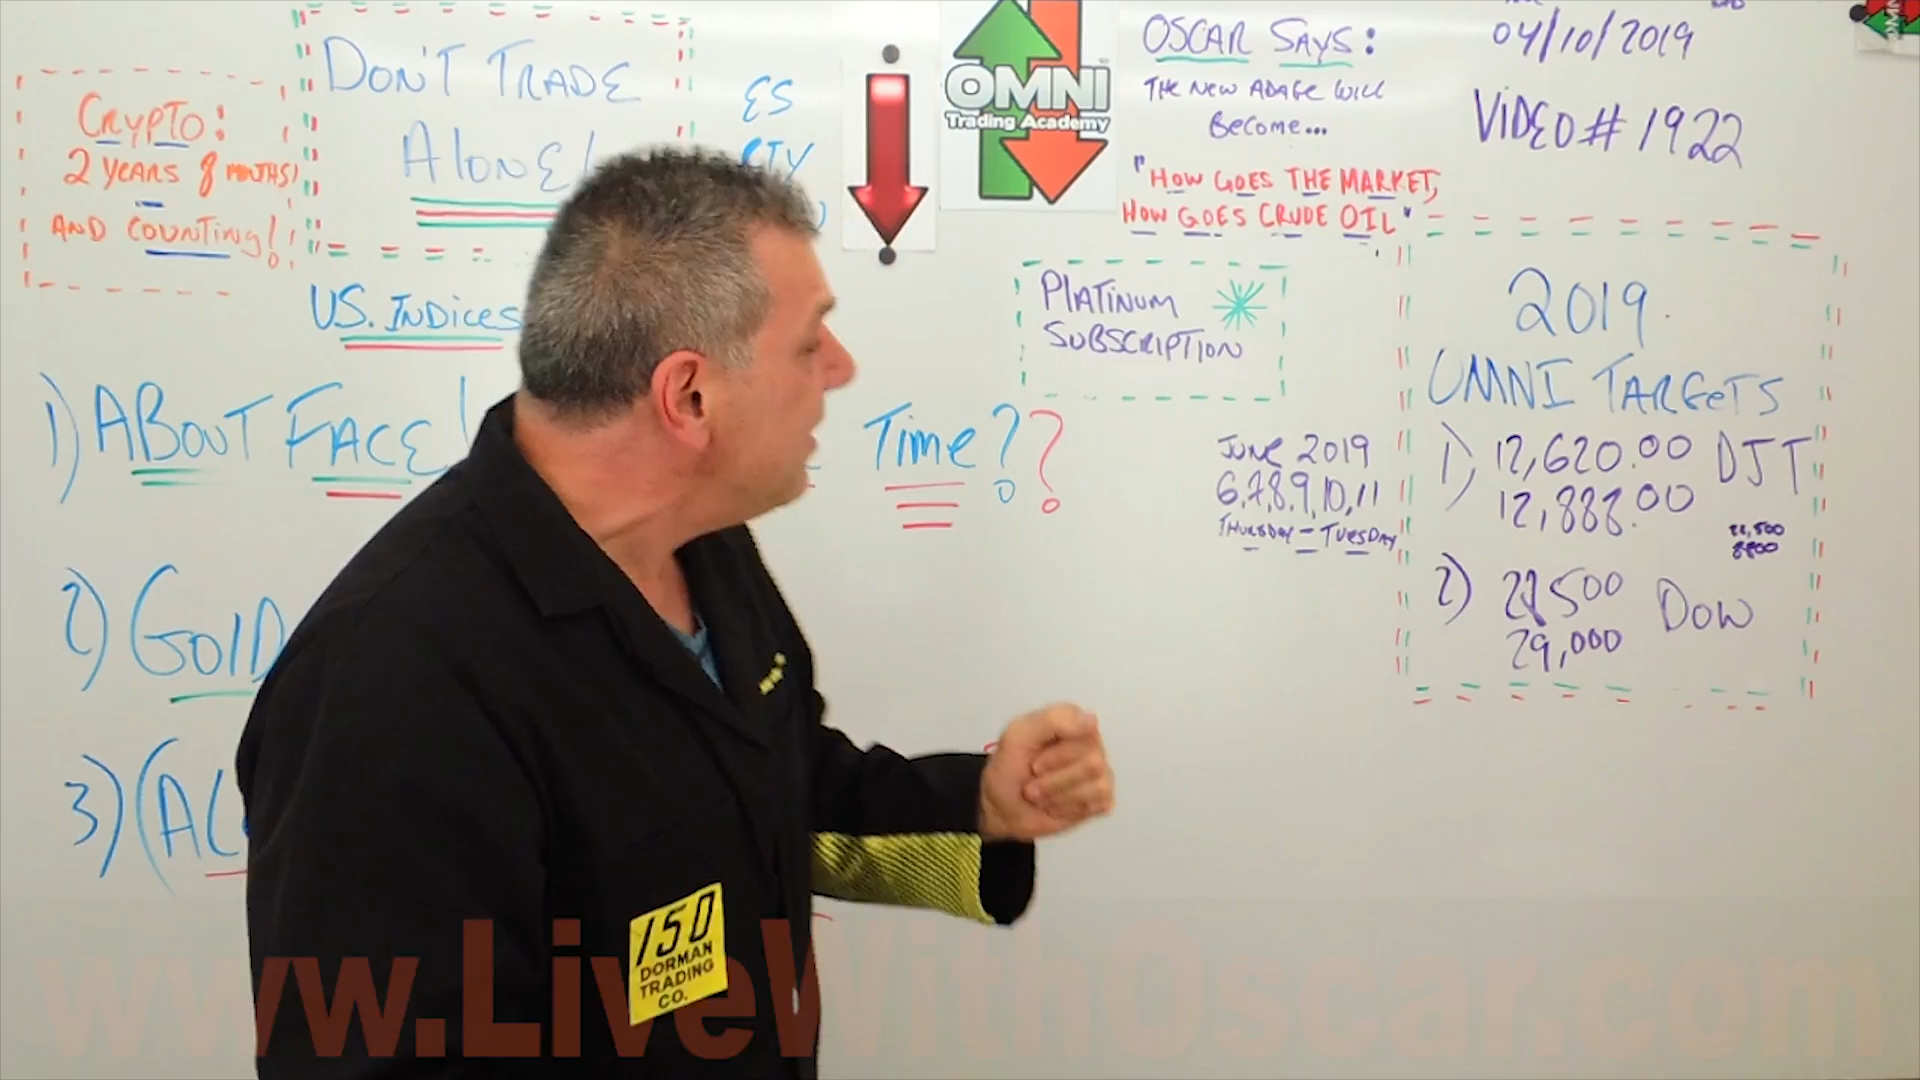 CRYPTO:
2 YEARS 8 MONTHS!
AND COUNTING!
DON'T TRADE
ALONE!
ES
RTY
OMNI
Trading Academy
OSCAR SAYS:
THE NEW ADAGE WILL
BECOME...
"HOW GOES THE MARKET,
HOW GOES CRUDE OIL"
04/10/2019
VIDEO # 1922
US. INDICES
1) ABOUT FACE! TIME??
2) GOLD
3) (AL
PLATINUM
SUBSCRIPTION
JUNE 2019
6,7,8,9,10,11
THURSDAY - TUESDAY
2019
OMNI TARGETS
1) 12,620.00 DJT
12,888.00
2) 500 DOW
29,000
150
DORMAN
TRADING
CO.
www.LiveWithOscar.com